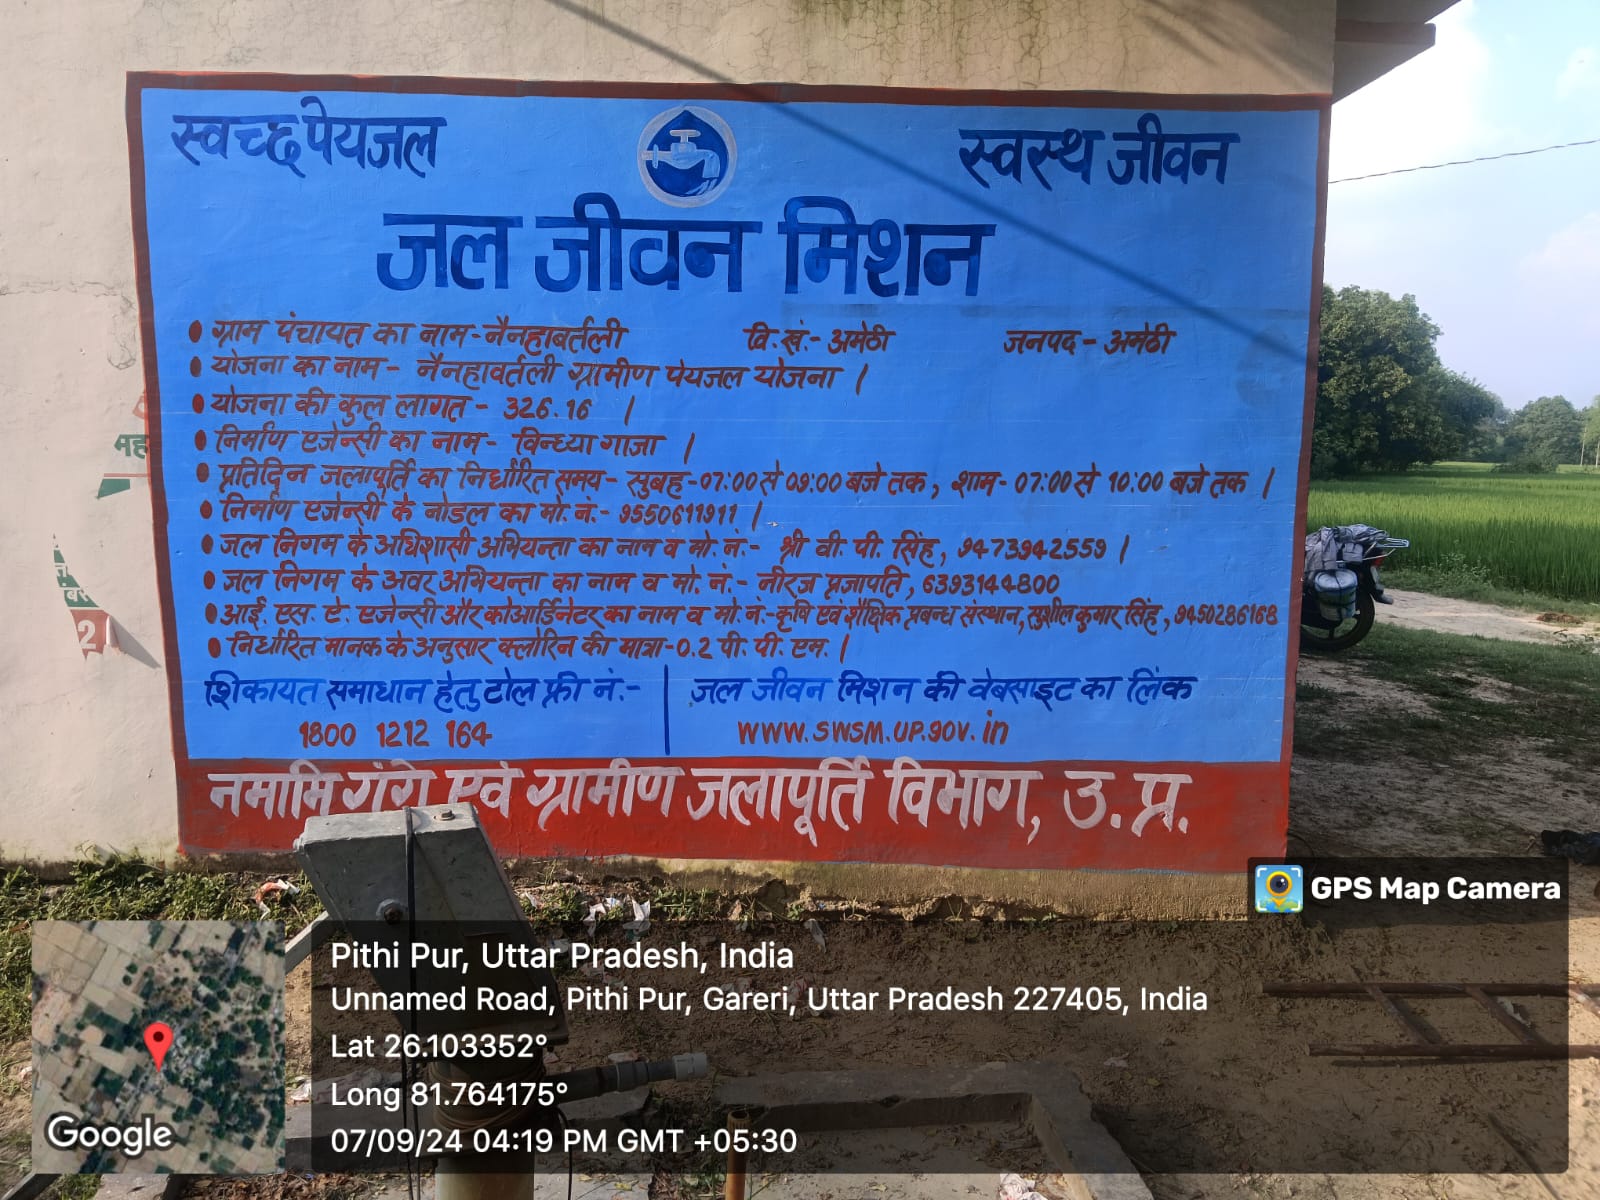 स्वच्छ पेयजल
स्वस्थ जीवन
जल जीवन मिशन
• ग्राम पंचायत का नाम-नैनहाबर्तली वि.खं.- अमेठी जनपद - अमेठी
• योजना का नाम - नैनहावर्तली ग्रामीण पेयजल योजना |
• योजना की कुल लागत - 326.16 |
• निर्माण एजेन्सी का नाम - विन्ध्या गाजा |
• प्रतिदिन जलापूर्ति का निर्धारित समय- सुबह-07:00 से 09:00 बजे तक, शाम- 07:00 से 10:00 बजे तक |
• निर्माण एजेन्सी के नोडल का मो. नं.- 9550611911 |
• जल निगम के अधिशासी अभियन्ता का नाम व मो. नं.- श्री वी. पी. सिंह, 9473942559 |
• जल निगम के अवर अभियन्ता का नाम व मो. नं.- नीरज प्रजापति, 6393144800
• आई. एस. ए. एजेन्सी और कोआर्डिनेटर का नाम व मो. नं.- कृषि एवं शैक्षिक प्रबन्ध संस्थान, सुशील कुमार सिंह, 9450286168
• निर्धारित मानक के अनुसार क्लोरिन की मात्रा-0.2 पी. पी. एम. |
शिकायत समाधान हेतु टोल फ्री नं.-
1800 1212 164
जल जीवन मिशन की वेबसाइट का लिंक
www.swsm.up.gov.in
नमामि गंगे एवं ग्रामीण जलापूर्ति विभाग, उ.प्र.
मह
2
GPS Map Camera
Pithi Pur, Uttar Pradesh, India
Unnamed Road, Pithi Pur, Gareri, Uttar Pradesh 227405, India
Lat 26.103352°
Long 81.764175°
07/09/24 04:19 PM GMT +05:30
Google